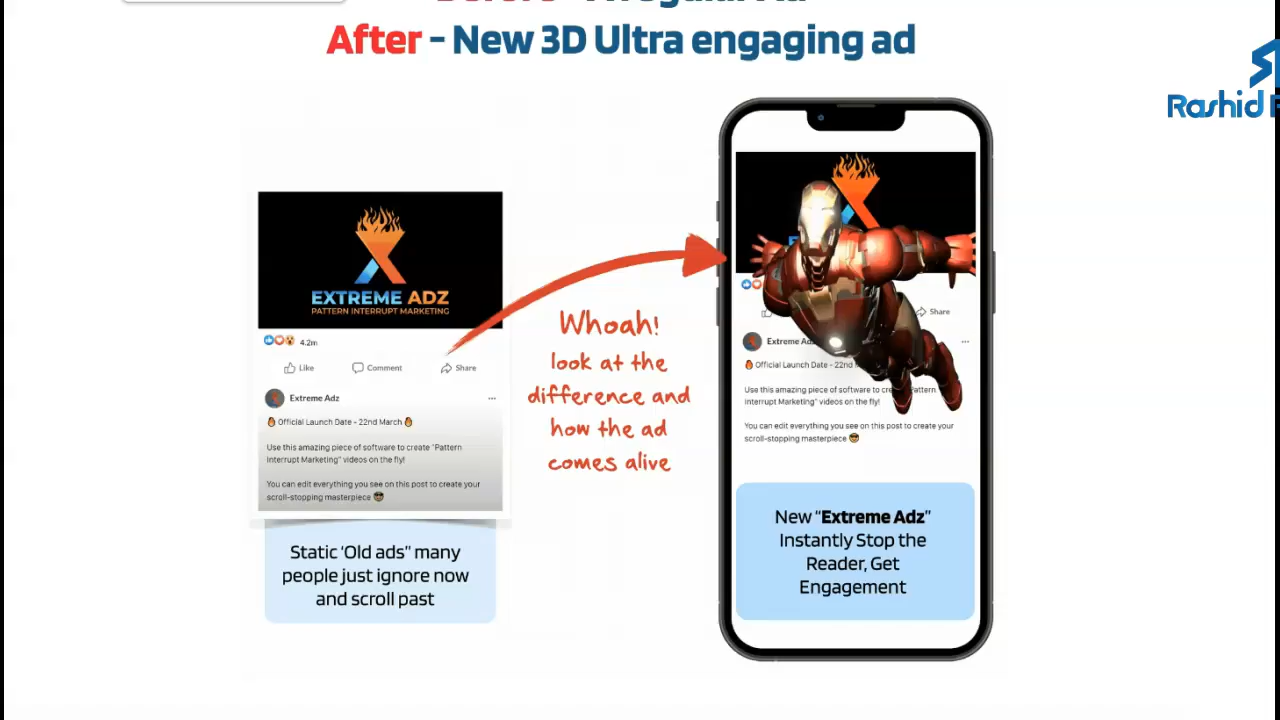 After - New 3D Ultra engaging ad
Rashid
EXTREME ADZ
PATTERN INTERRUPT MARKETING
4.2m
Like Comment Share
Extreme Adz
Official Launch Date - 22nd March
Use this amazing piece of software to create "Pattern
Interrupt Marketing" videos on the fly!
You can edit everything you see on this post to create your
scroll-stopping masterpiece
Static 'Old ads" many
people just ignore now
and scroll past
Whoah!
look at the
difference and
how the ad
comes alive
Share
Extreme
Official Launch Date - 22nd
Use this amazing piece of software to Pattern
Interrupt Marketing" videos on the fly!
You can edit everything you see on this post to create your
scroll-stopping masterpiece
New "Extreme Adz"
Instantly Stop the
Reader, Get
Engagement